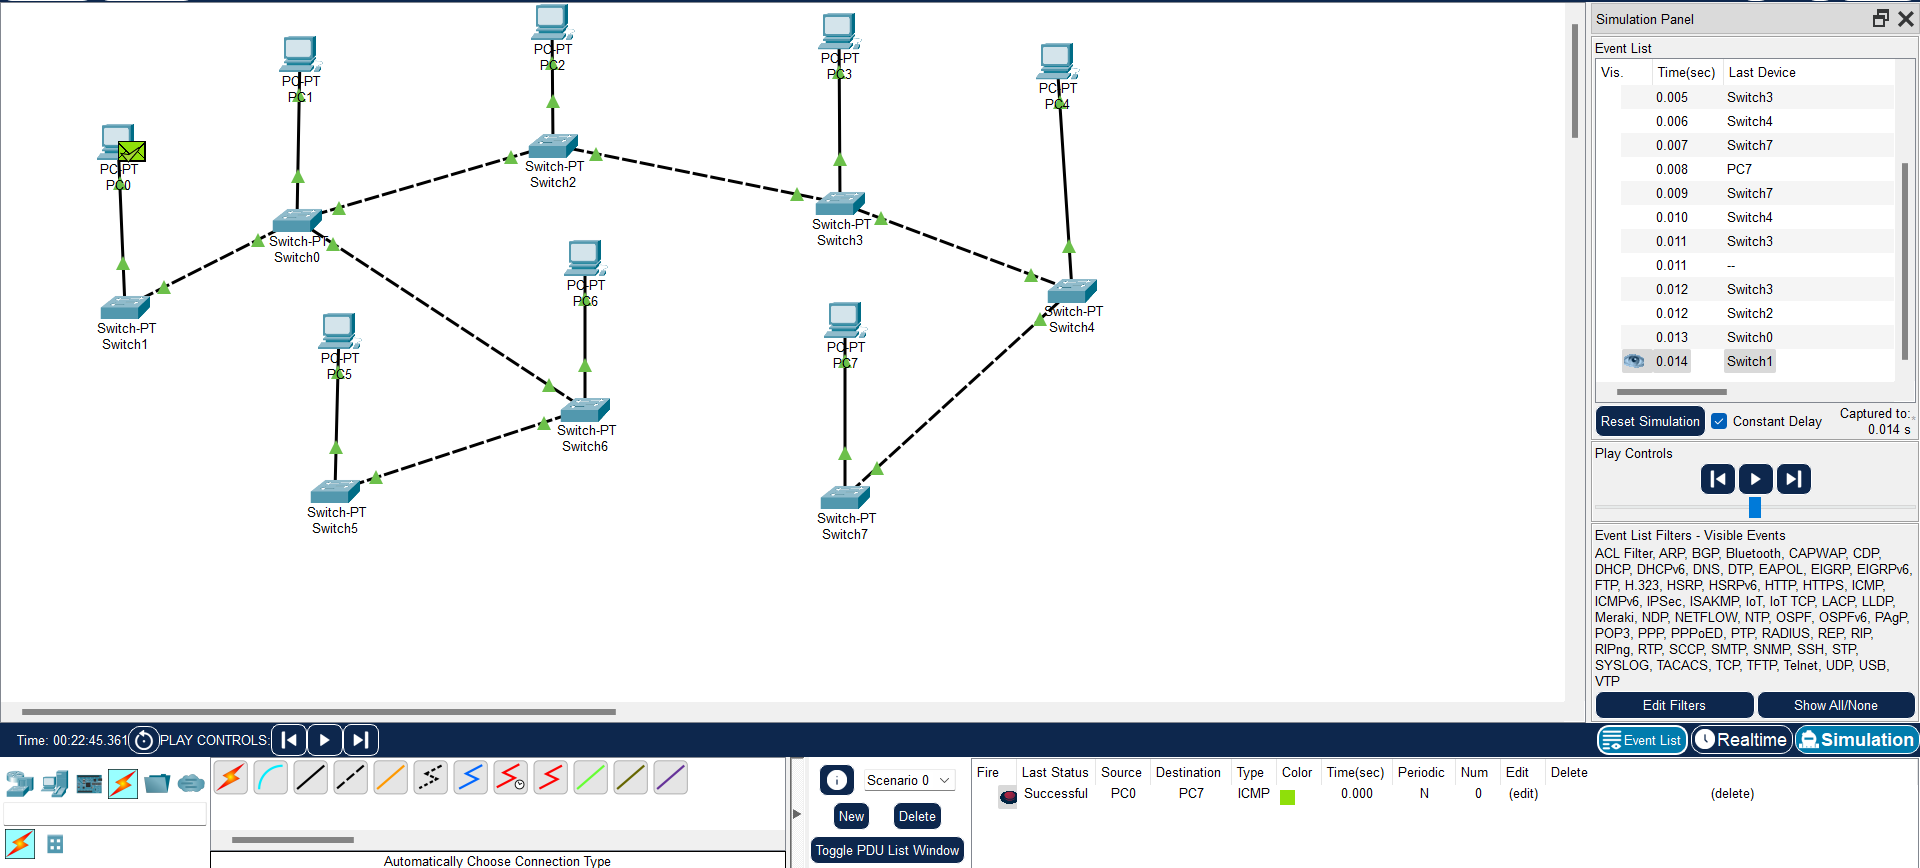 PC-PT
PC2
PC-PT
PC3
PC-PT
PC1
PC-PT
PC4
PC-PT
PC0
Switch-PT
Switch2
Switch-PT
Switch3
Switch-PT
Switch0
PC-PT
PC6
Switch-PT
Switch4
Switch-PT
Switch1
PC-PT
PC5
PC-PT
PC7
Switch-PT
Switch6
Switch-PT
Switch5
Switch-PT
Switch7
Simulation Panel
Event List
Vis. Time(sec) Last Device
0.005 Switch3
0.006 Switch4
0.007 Switch7
0.008 PC7
0.009 Switch7
0.010 Switch4
0.011 Switch3
0.011 --
0.012 Switch3
0.012 Switch2
0.013 Switch0
0.014 Switch1
Reset Simulation Constant Delay Captured to:
0.014 s
Play Controls
Event List Filters - Visible Events
ACL Filter, ARP, BGP, Bluetooth, CAPWAP, CDP,
DHCP, DHCPv6, DNS, DTP, EAPOL, EIGRP, EIGRPv6,
FTP, H.323, HSRP, HSRPv6, HTTP, HTTPS, ICMP,
ICMPv6, IPSec, ISAKMP, IoT, IoT TCP, LACP, LLDP,
Meraki, NDP, NETFLOW, NTP, OSPF, OSPFv6, PAgP,
POP3, PPP, PPPoED, PTP, RADIUS, REP, RIP,
RIPng, RTP, SCCP, SMTP, SNMP, SSH, STP,
SYSLOG, TACACS, TCP, TFTP, Telnet, UDP, USB,
VTP
Edit Filters Show All/None
Time: 00:22:45.361 PLAY CONTROLS:
Event List Realtime Simulation
Scenario 0
New Delete
Toggle PDU List Window
Fire Last Status Source Destination Type Color Time(sec) Periodic Num Edit Delete
Successful PC0 PC7 ICMP 0.000 N 0 (edit) (delete)
Automatically Choose Connection Type